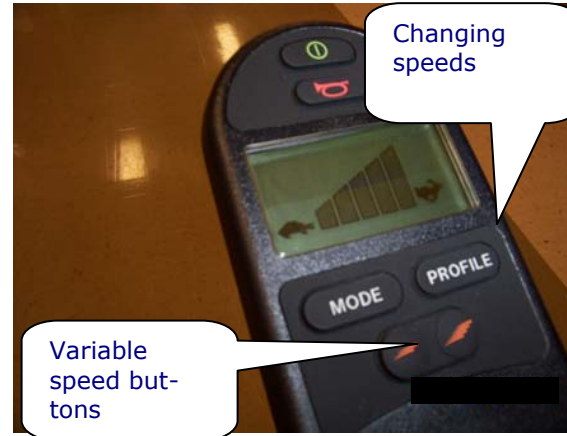 Changing
speeds
MODE
PROFILE
Variable
speed but-
tons